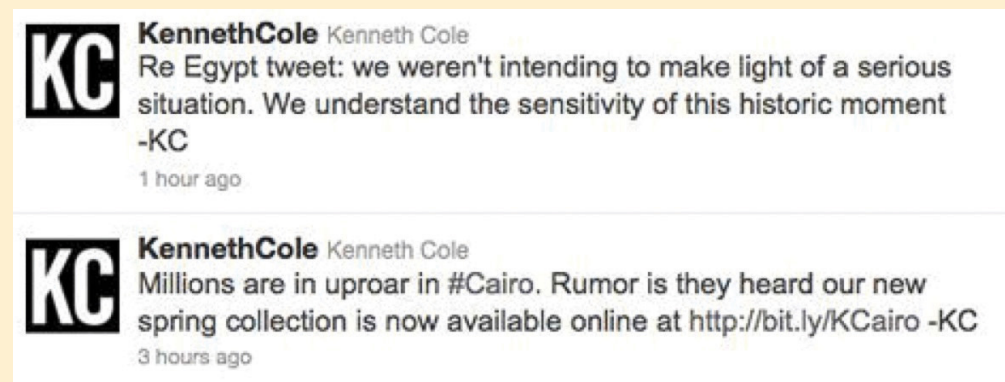 KC
KennethCole Kenneth Cole
Re Egypt tweet: we weren't intending to make light of a serious
situation. We understand the sensitivity of this historic moment
-KC
1 hour ago
KC
KennethCole Kenneth Cole
Millions are in uproar in #Cairo. Rumor is they heard our new
spring collection is now available online at http://bit.ly/KCairo -KC
3 hours ago